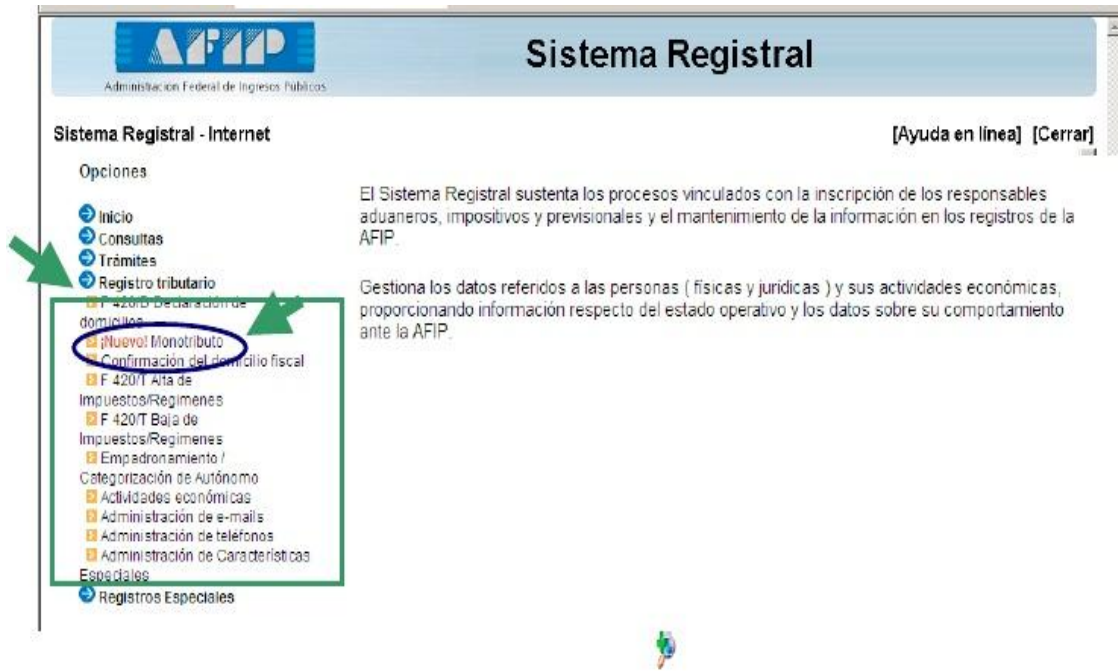 AFIP
Administración Federal de Ingresos Públicos
Sistema Registral
Sistema Registral - Internet
[Ayuda en línea] [Cerrar]
Opciones
Inicio
Consultas
Trámites
Registro tributario
F 420/D Declaración de
domicilios
¡Nuevo! Monotributo
Confirmación del domicilio fiscal
F 420/T Alta de
Impuestos/Regimenes
F 420/T Baja de
Impuestos/Regimenes
Empadronamiento /
Categorización de Autónomo
Actividades económicas
Administración de e-mails
Administración de teléfonos
Administración de Características
Especiales
Registros Especiales
El Sistema Registral sustenta los procesos vinculados con la inscripción de los responsables
aduaneros, impositivos y previsionales y el mantenimiento de la información en los registros de la
AFIP.
Gestiona los datos referidos a las personas ( físicas y jurídicas ) y sus actividades económicas,
proporcionando información respecto del estado operativo y los datos sobre su comportamiento
ante la AFIP.